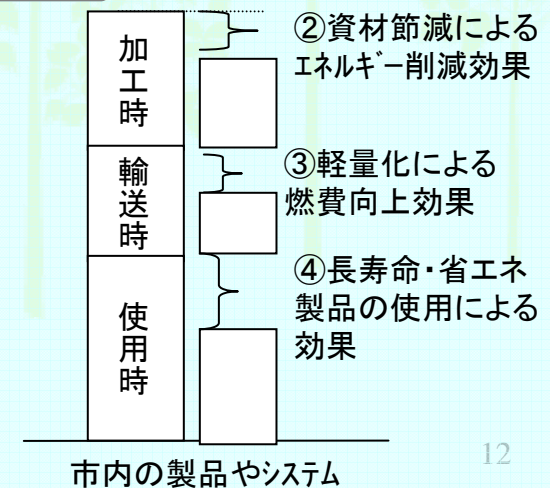 加工時
②資材節減による
エネルギー削減効果
輸送時
③軽量化による
燃費向上効果
使用時
④長寿命・省エネ
製品の使用による
効果
市内の製品やシステム
12